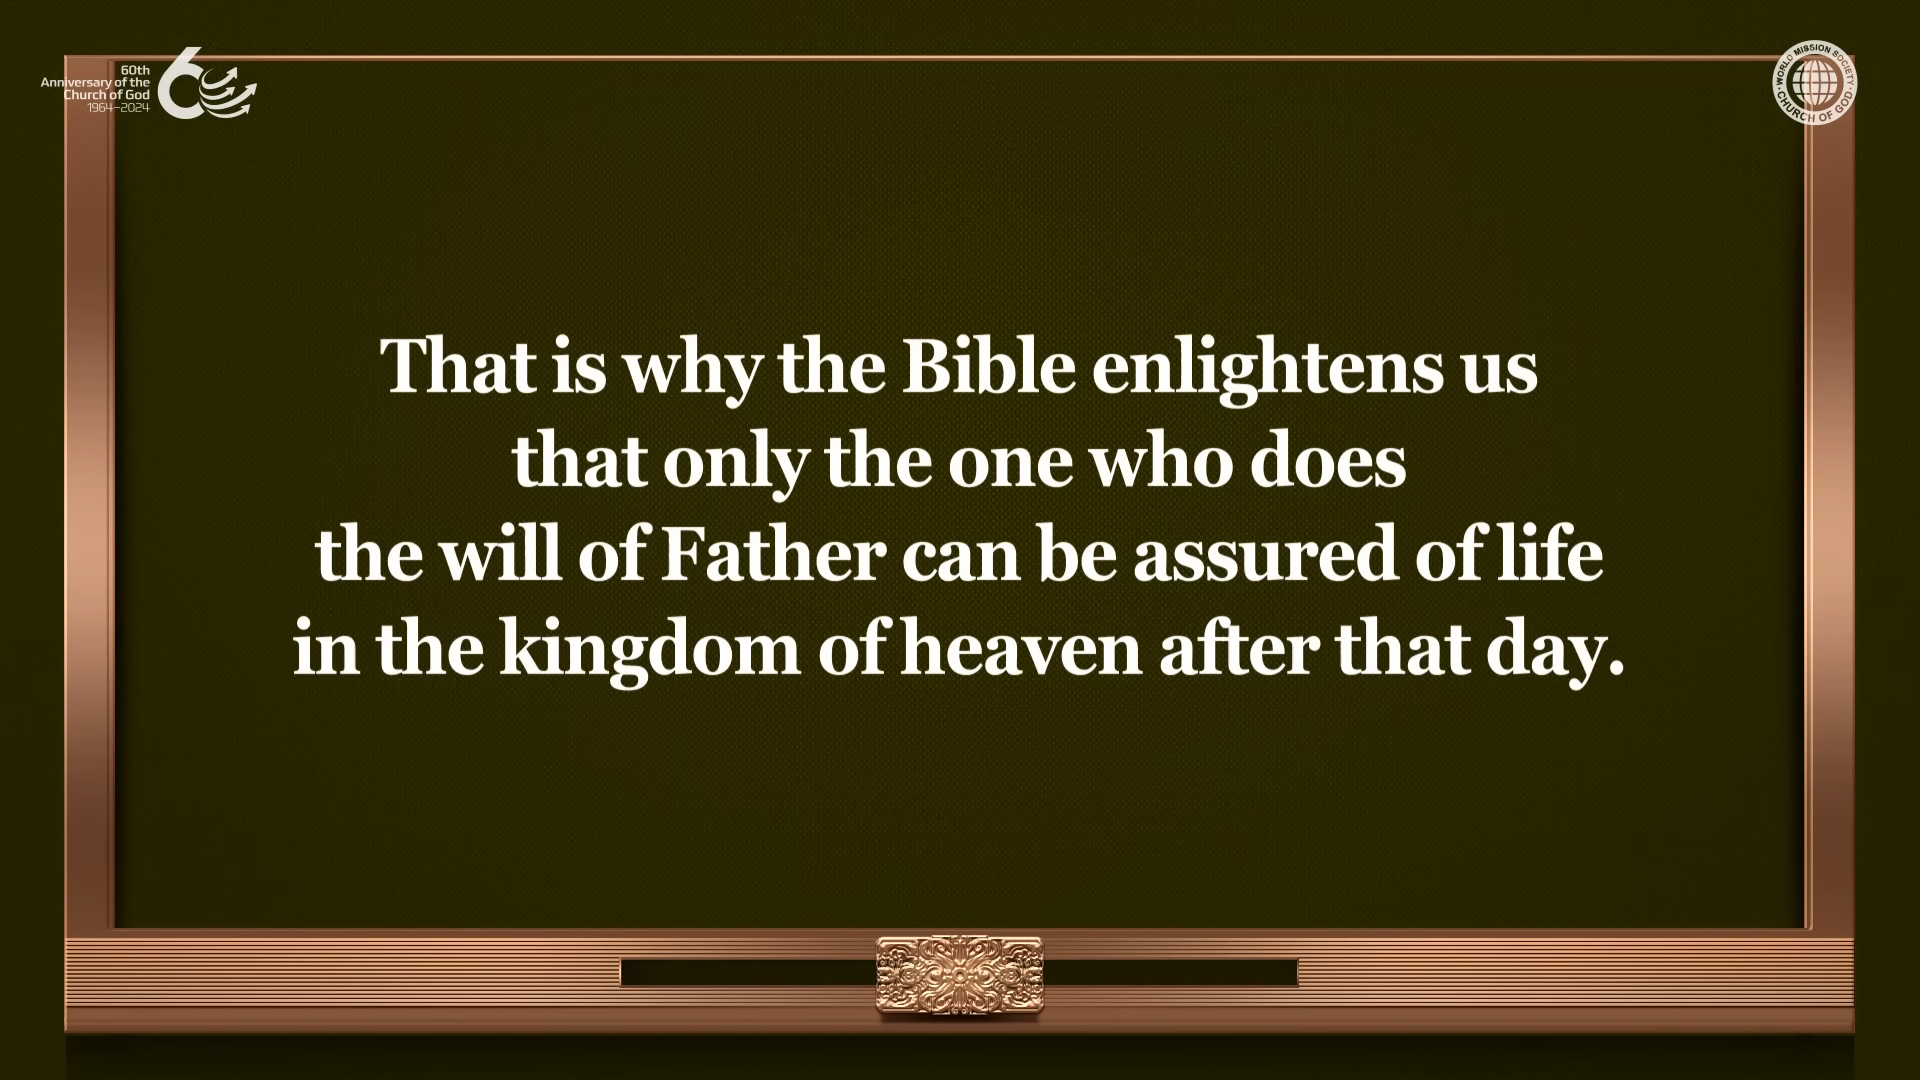 60th
Anniversary of the
Church of God
1964–2024
60
WORLD MISSION SOCIETY
CHURCH OF GOD
That is why the Bible enlightens us
that only the one who does
the will of Father can be assured of life
in the kingdom of heaven after that day.